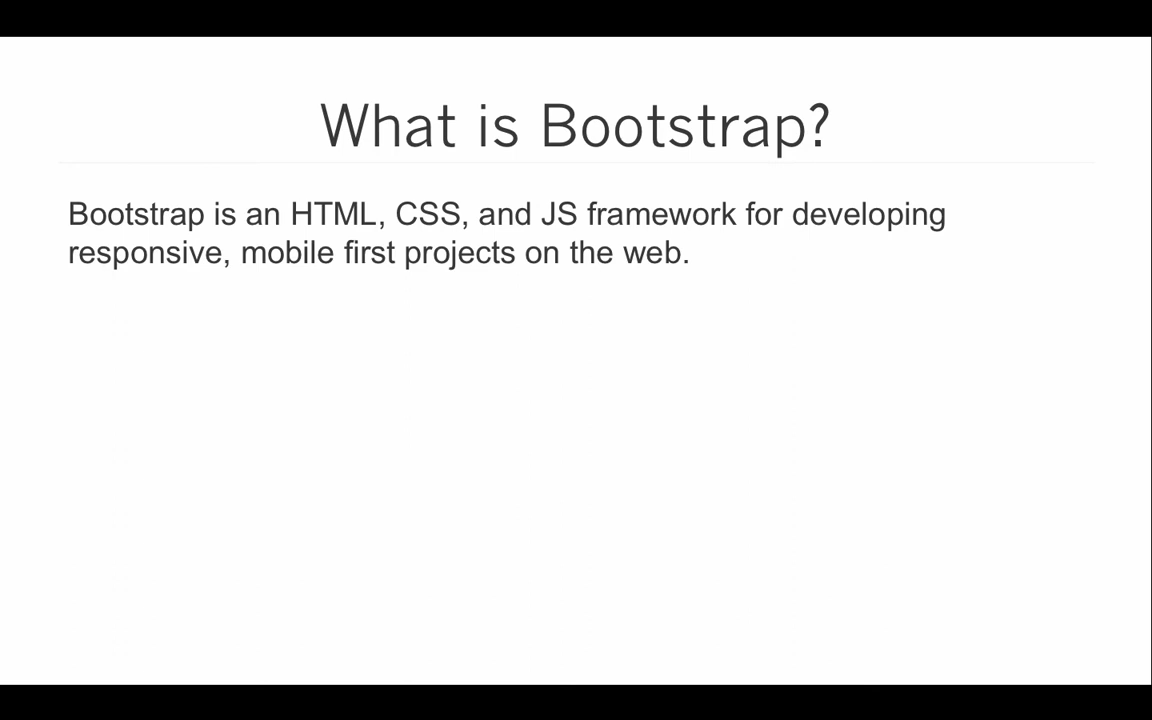 What is Bootstrap?
Bootstrap is an HTML, CSS, and JS framework for developing
responsive, mobile first projects on the web.